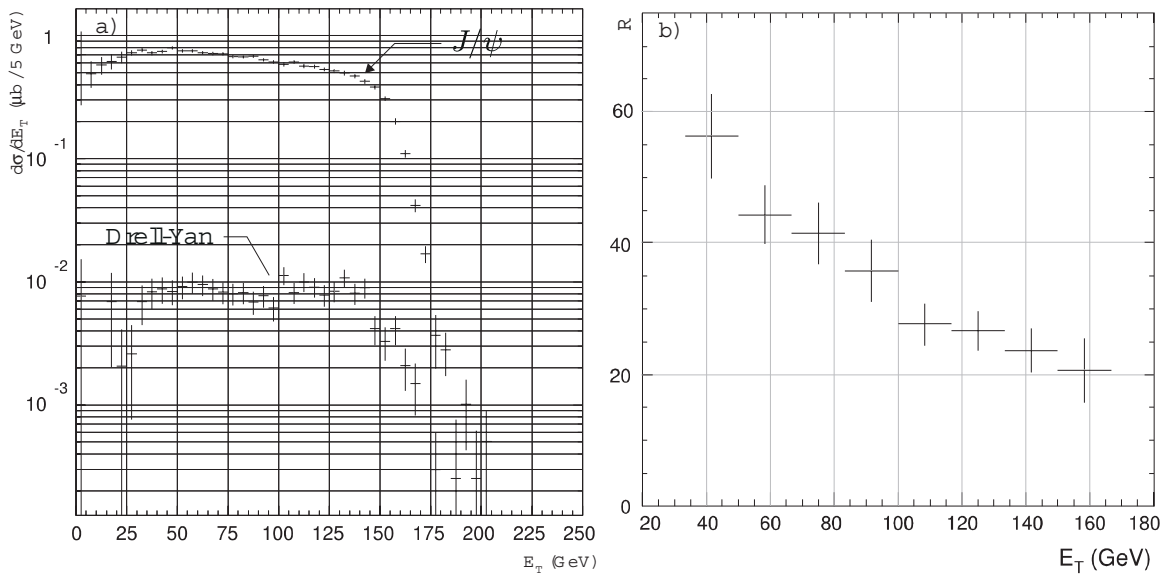 a)
J/ψ
Drell-Yan
dσ/dE_T (μb / 5 GeV)
1
10⁻¹
10⁻²
10⁻³
0 25 50 75 100 125 150 175 200 225 250
E_T (GeV)
b)
R
60
40
20
0
20 40 60 80 100 120 140 160 180
E_T (GeV)